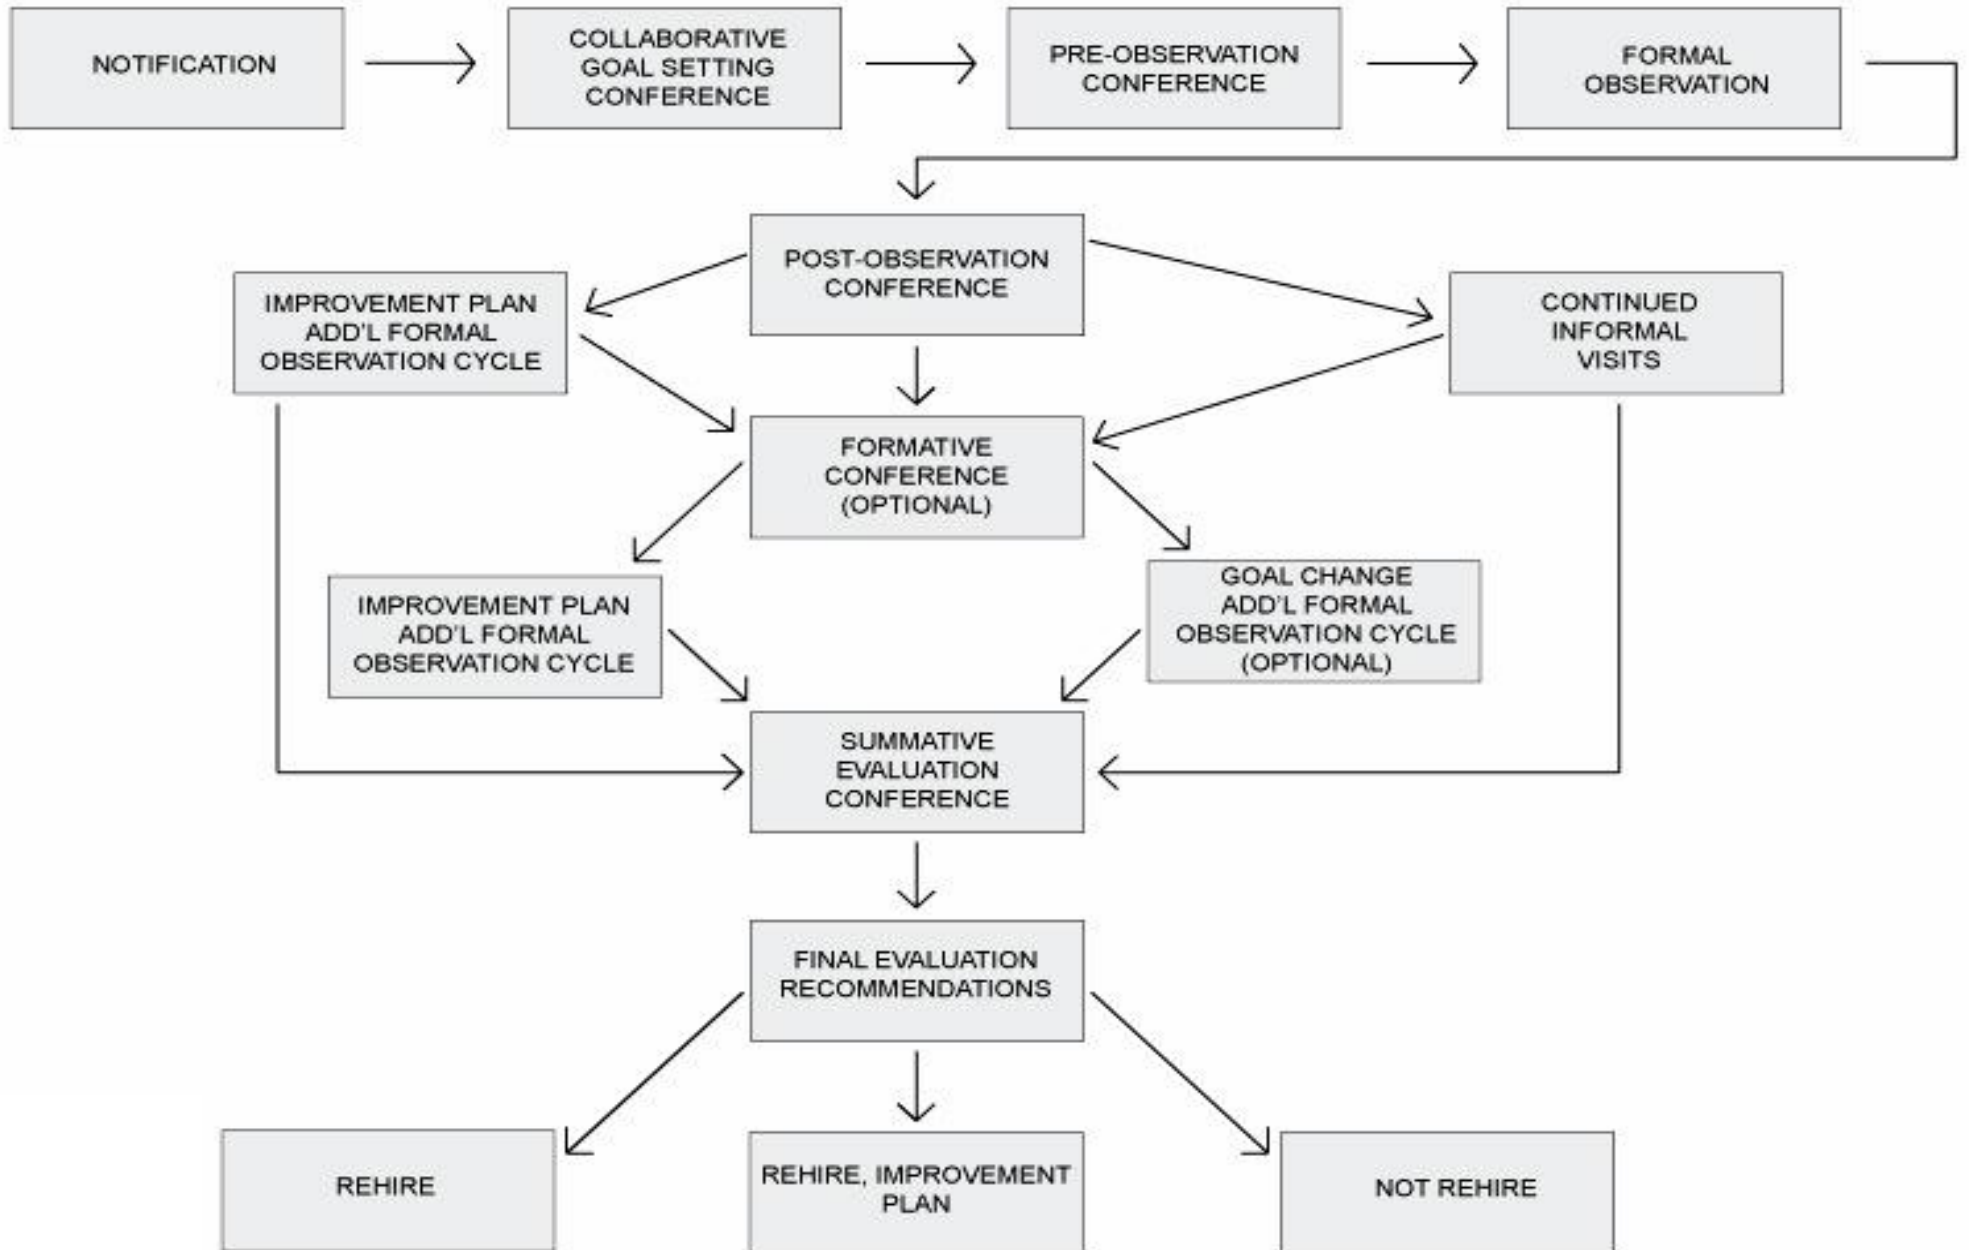 NOTIFICATION
COLLABORATIVE
GOAL SETTING
CONFERENCE
PRE-OBSERVATION
CONFERENCE
FORMAL
OBSERVATION
POST-OBSERVATION
CONFERENCE
IMPROVEMENT PLAN
ADD'L FORMAL
OBSERVATION CYCLE
CONTINUED
INFORMAL
VISITS
FORMATIVE
CONFERENCE
(OPTIONAL)
IMPROVEMENT PLAN
ADD'L FORMAL
OBSERVATION CYCLE
GOAL CHANGE
ADD'L FORMAL
OBSERVATION CYCLE
(OPTIONAL)
SUMMATIVE
EVALUATION
CONFERENCE
FINAL EVALUATION
RECOMMENDATIONS
REHIRE
REHIRE, IMPROVEMENT
PLAN
NOT REHIRE